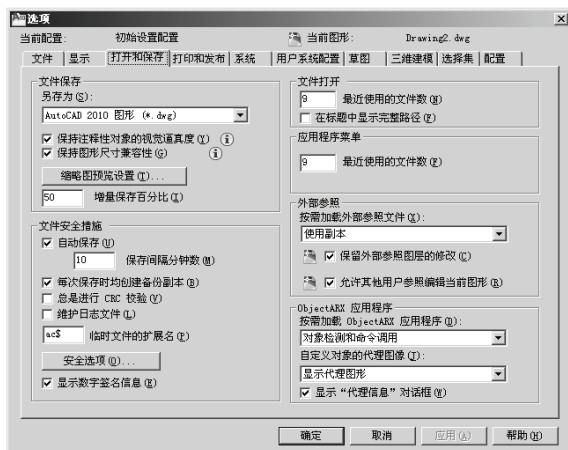 选项
当前配置: 初始设置配置 当前图形: Drawing2.dwg
文件 显示 打开和保存 打印和发布 系统 用户系统配置 草图 三维建模 选择集 配置
文件保存
另存为(S):
AutoCAD 2010 图形 (*.dwg)
保持注释性对象的视觉逼真度(Y)
保持图形尺寸兼容性(G)
缩略图预览设置(T)...
50 增量保存百分比(I)
文件安全措施
自动保存(U)
10 保存间隔分钟数(M)
每次保存时均创建备份副本(B)
总是进行 CRC 校验(V)
维护日志文件(L)
ac$ 临时文件的扩展名(P)
安全选项(O)...
显示数字签名信息(E)
文件打开
9 最近使用的文件数(N)
在标题中显示完整路径(F)
应用程序菜单
9 最近使用的文件数(F)
外部参照
按需加载外部参照文件(X):
使用副本
保留外部参照图层的修改(C)
允许其他用户参照编辑当前图形(R)
ObjectARX 应用程序
按需加载 ObjectARX 应用程序(D):
对象检测和命令调用
自定义对象的代理图像(J):
显示代理图形
显示“代理信息”对话框(W)
确定 取消 应用(A) 帮助(H)